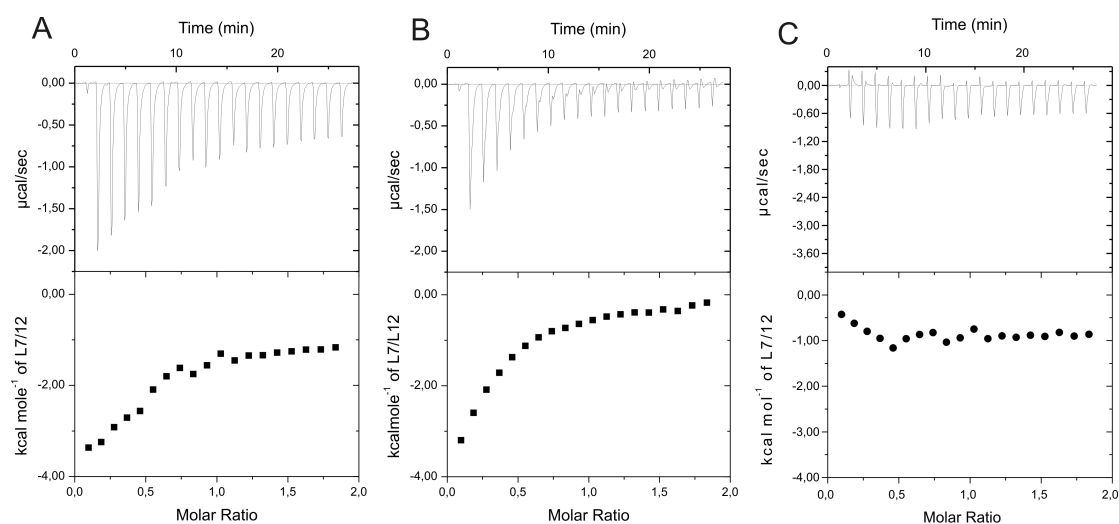 A
Time (min)
0 10 20
0,00
-0,50
-1,00
-1,50
-2,00
µcal/sec
0,00
-2,00
-4,00
kcal mole-1 of L7/12
0,0 0,5 1,0 1,5 2,0
Molar Ratio
B
Time (min)
0 10 20
0,00
-0,50
-1,00
-1,50
-2,00
µcal/sec
0,00
-2,00
-4,00
kcalmole-1 of L7/L12
0,0 0,5 1,0 1,5 2,0
Molar Ratio
C
Time (min)
0 10 20
0,00
-0,60
-1,20
-1,80
-2,40
-3,00
-3,60
µcal/sec
0,00
-1,00
-2,00
-3,00
-4,00
kcal mol-1 of L7/12
0,0 0,5 1,0 1,5 2,0
Molar Ratio